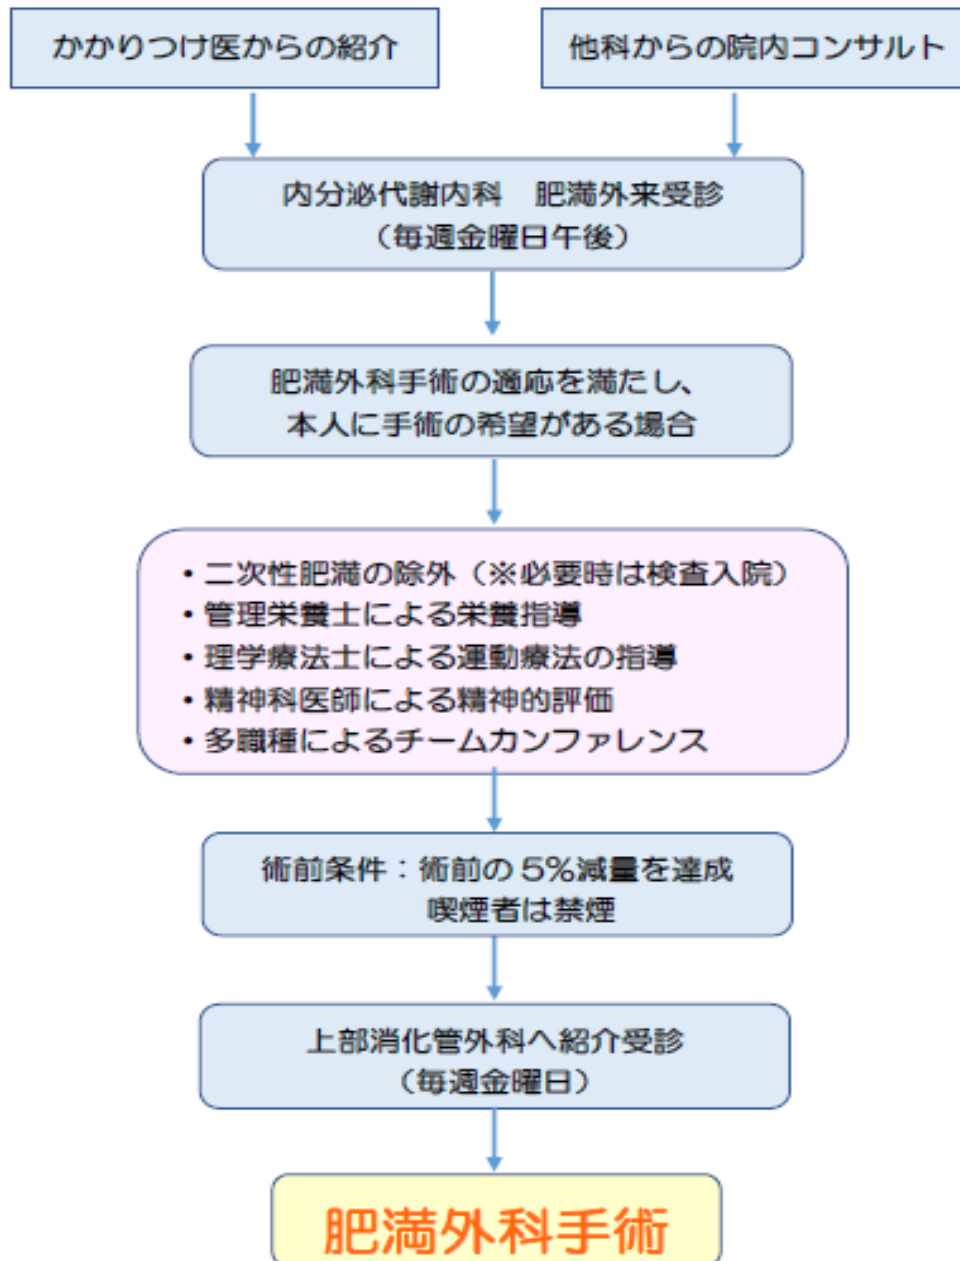 かかりつけ医からの紹介
他科からの院内コンサルト
内分泌代謝内科　肥満外来受診
（毎週金曜日午後）
肥満外科手術の適応を満たし、
本人に手術の希望がある場合
・二次性肥満の除外（※必要時は検査入院）
・管理栄養士による栄養指導
・理学療法士による運動療法の指導
・精神科医師による精神的評価
・多職種によるチームカンファレンス
術前条件：術前の5%減量を達成
喫煙者は禁煙
上部消化管外科へ紹介受診
（毎週金曜日）
肥満外科手術